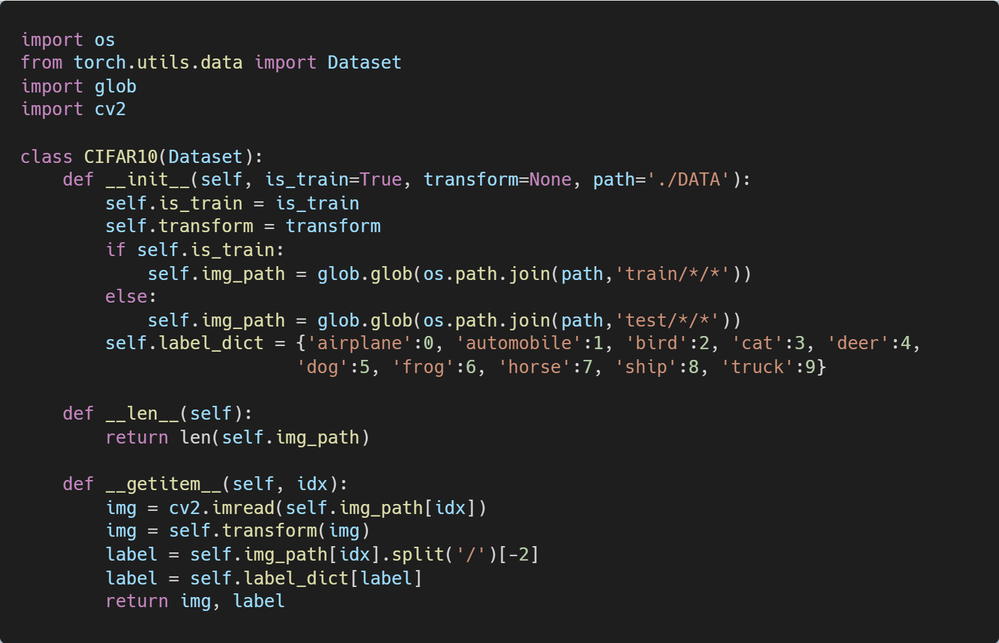 import os
from torch.utils.data import Dataset
import glob
import cv2

class CIFAR10(Dataset):
    def __init__(self, is_train=True, transform=None, path='./DATA'):
        self.is_train = is_train
        self.transform = transform
        if self.is_train:
            self.img_path = glob.glob(os.path.join(path,'train/*/*'))
        else:
            self.img_path = glob.glob(os.path.join(path,'test/*/*'))
        self.label_dict = {'airplane':0, 'automobile':1, 'bird':2, 'cat':3, 'deer':4,
                          'dog':5, 'frog':6, 'horse':7, 'ship':8, 'truck':9}

    def __len__(self):
        return len(self.img_path)

    def __getitem__(self, idx):
        img = cv2.imread(self.img_path[idx])
        img = self.transform(img)
        label = self.img_path[idx].split('/')[-2]
        label = self.label_dict[label]
        return img, label